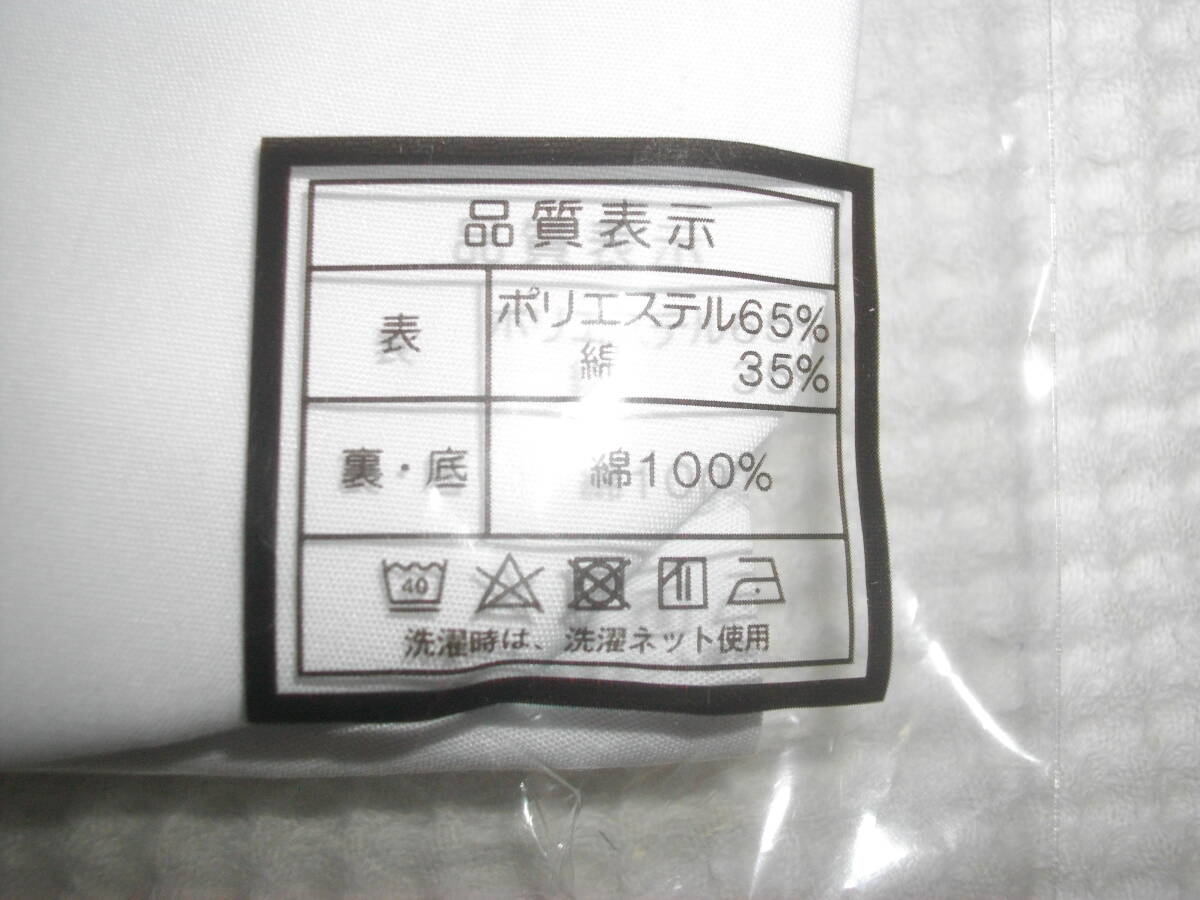 品質表示
表
ポリエステル65%
綿 35%
裏・底
綿100%
40
洗濯時は、洗濯ネット使用